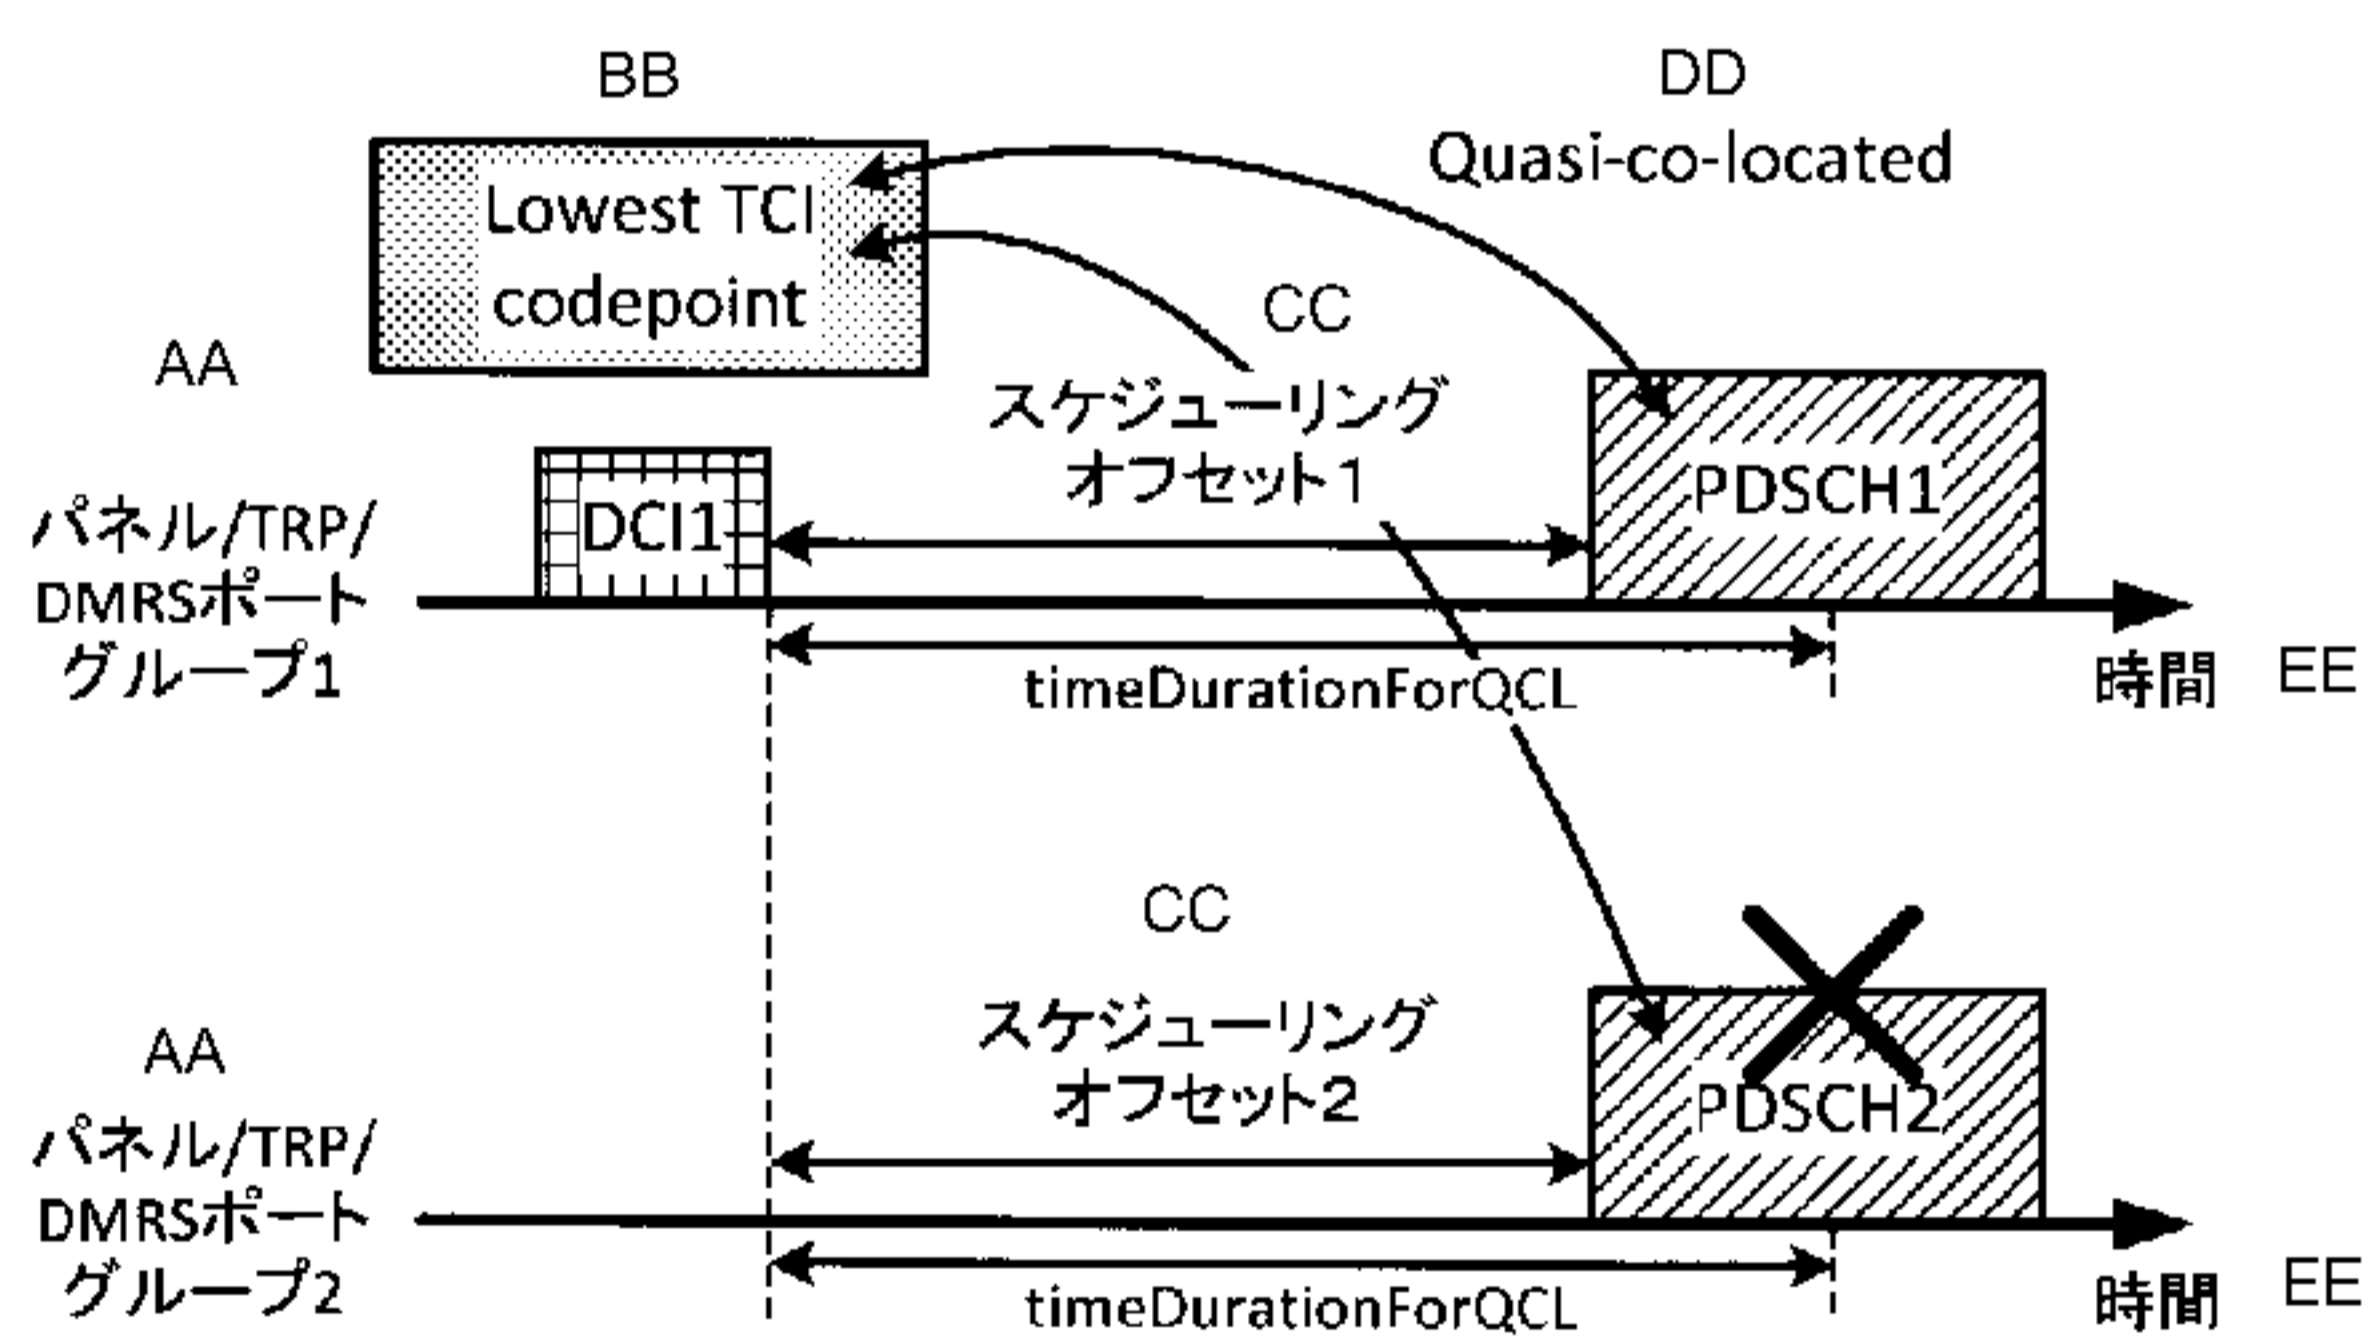 BB
DD
Quasi-co-located
Lowest TCI
codepoint
CC
AA
スケジューリング
オフセット1
DCI1
PDSCH1
パネル/TRP/
DMRSポート
グループ1
timeDurationForQCL
時間
EE
CC
スケジューリング
オフセット2
AA
PDSCH2
パネル/TRP/
DMRSポート
グループ2
timeDurationForQCL
時間
EE